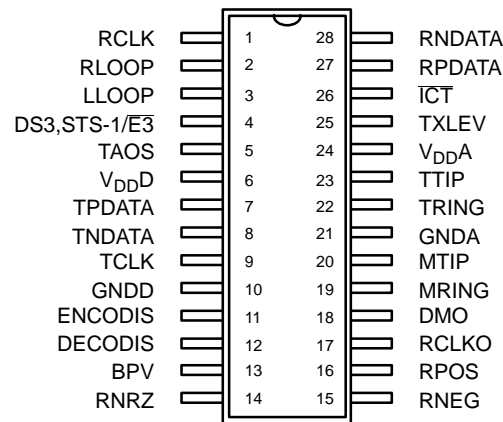 RCLK 1 28 RNDATA
RLOOP 2 27 RPDATA
LLOOP 3 26 I̅C̅T̅
DS3,STS-1/E̅3̅ 4 25 TXLEV
TAOS 5 24 VDDA
VDDD 6 23 TTIP
TPDATA 7 22 TRING
TNDATA 8 21 GNDA
TCLK 9 20 MTIP
GNDD 10 19 MRING
ENCODIS 11 18 DMO
DECODIS 12 17 RCLKO
BPV 13 16 RPOS
RNRZ 14 15 RNEG